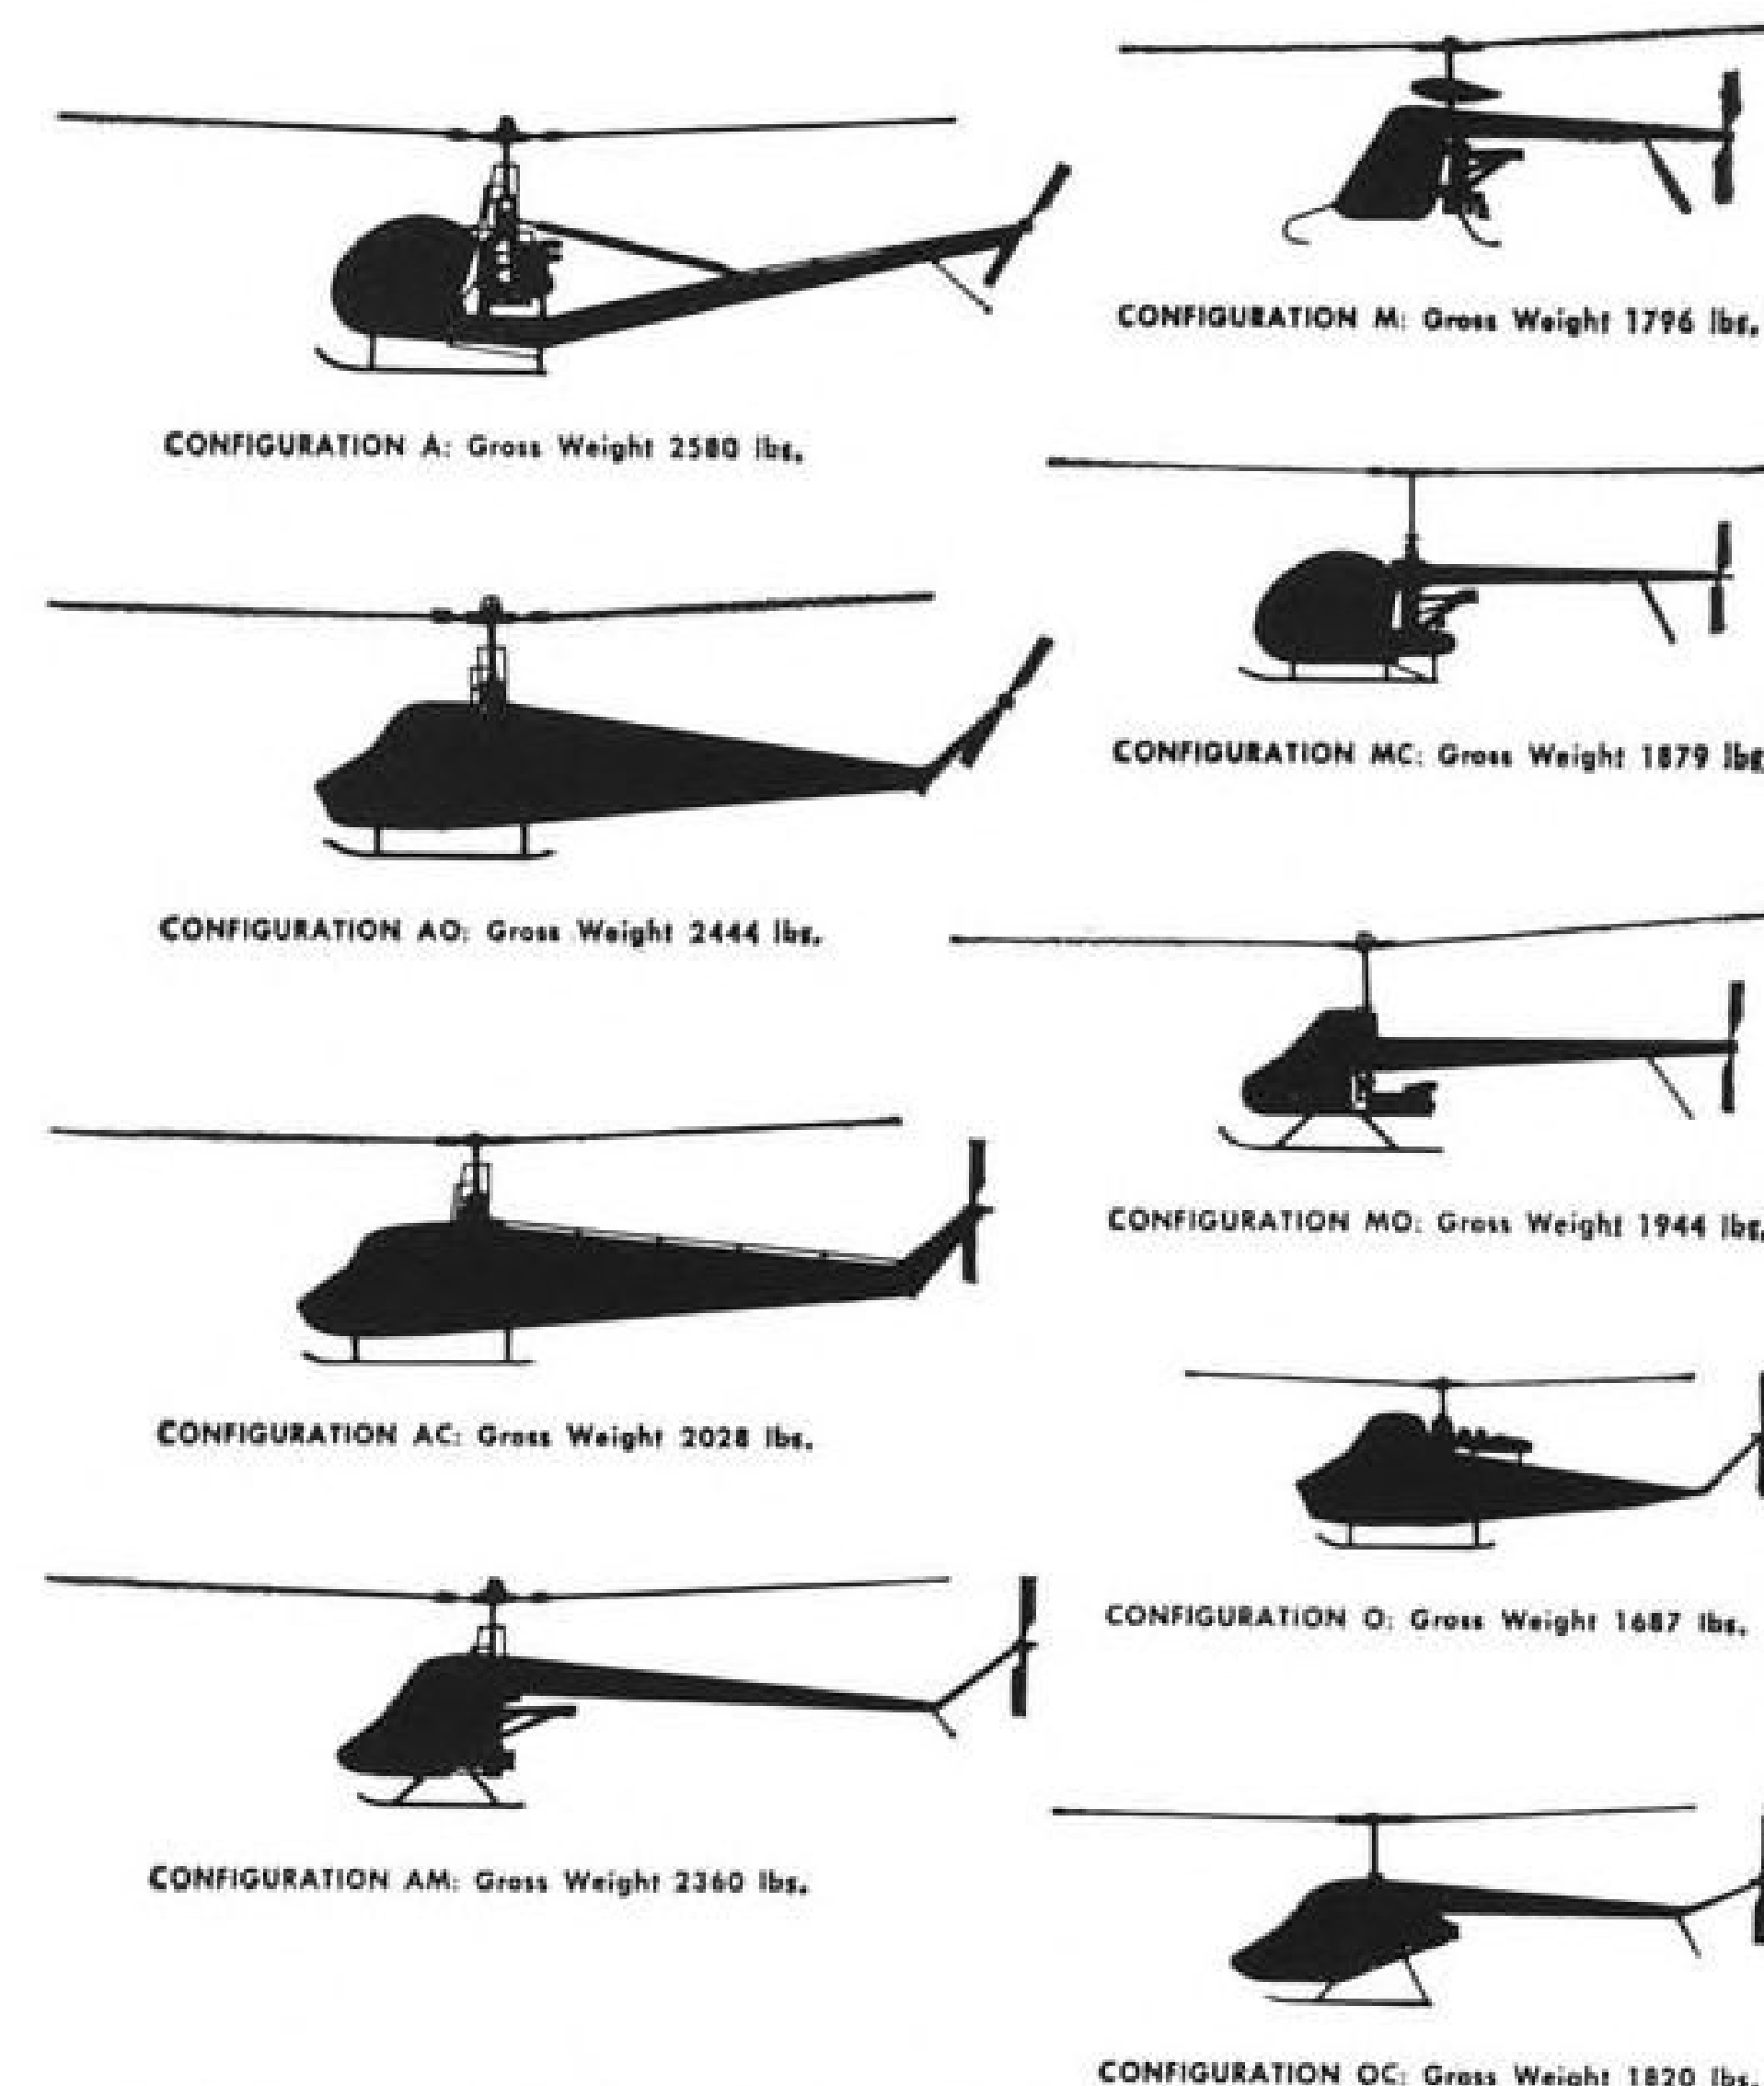 CONFIGURATION A: Gross Weight 2580 lbs.
CONFIGURATION AO: Gross Weight 2444 lbs.
CONFIGURATION AC: Gross Weight 2028 lbs.
CONFIGURATION AM: Gross Weight 2360 lbs.
CONFIGURATION M: Gross Weight 1796 lbs.
CONFIGURATION MC: Gross Weight 1879 lbs
CONFIGURATION MO: Gross Weight 1944 lbs.
CONFIGURATION O: Gross Weight 1687 lbs.
CONFIGURATION OC: Gross Weight 1820 lbs.